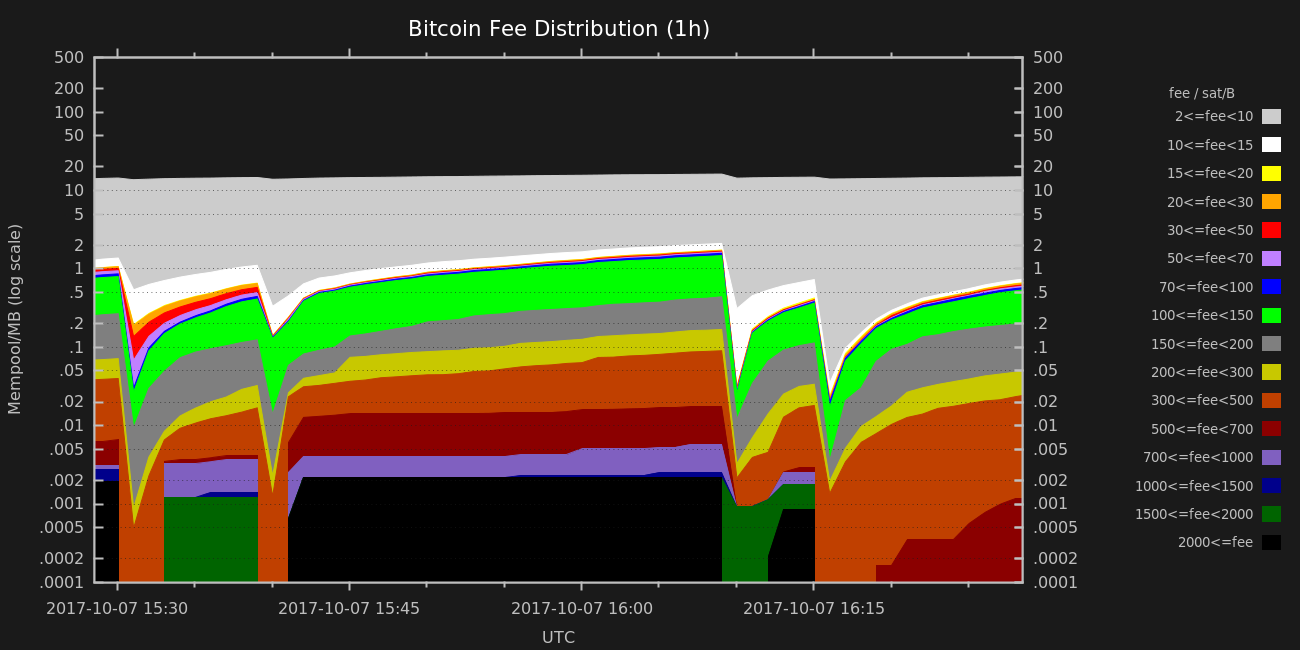 Bitcoin Fee Distribution (1h)
500 500
200 200
100 100
50 50
20 20
10 10
5 5
2 2
1 1
.5 .5
.2 .2
.1 .1
.05 .05
.02 .02
.01 .01
.005 .005
.002 .002
.001 .001
.0005 .0005
.0002 .0002
.0001 .0001
Mempool/MB (log scale)
2017-10-07 15:30 2017-10-07 15:45 2017-10-07 16:00 2017-10-07 16:15
UTC
fee / sat/B
2<=fee<10
10<=fee<15
15<=fee<20
20<=fee<30
30<=fee<50
50<=fee<70
70<=fee<100
100<=fee<150
150<=fee<200
200<=fee<300
300<=fee<500
500<=fee<700
700<=fee<1000
1000<=fee<1500
1500<=fee<2000
2000<=fee